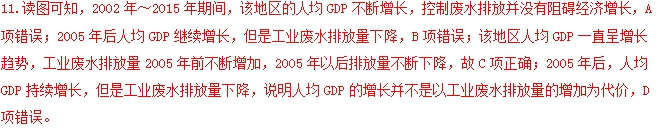 11.读图可知，2002 年～2015 年期间，该地区的人均 GDP 不断增长，控制废水排放并没有阻碍经济增长，A
项错误；2005 年后人均 GDP 继续增长，但是工业废水排放量下降，B 项错误；该地区人均 GDP 一直呈增长
趋势，工业废水排放量 2005 年前不断增加，2005 年以后排放量不断下降，故 C 项正确；2005 年后，人均
GDP 持续增长，但是工业废水排放量下降，说明人均 GDP 的增长并不是以工业废水排放量的增加为代价，D
项错误。